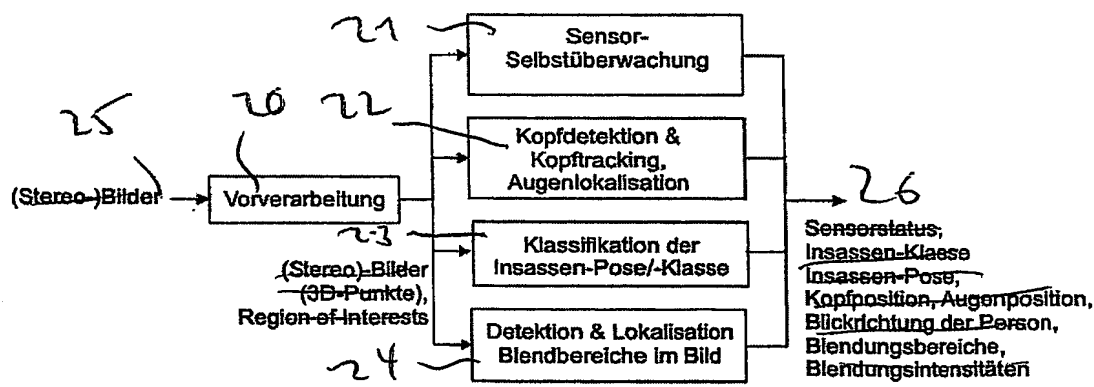 21
Sensor-
Selbstüberwachung
25
20
22
Kopfdetektion &
Kopftracking,
Augenlokalisation
(Stereo-)Bilder
Vorverarbeitung
26
23
Klassifikation der
Insassen-Pose/-Klasse
(Stereo)-Bilder
(3D-Punkte),
Region-of-Interests
Sensorstatus,
Insassen-Klasse
Insassen-Pose,
Kopfposition, Augenposition,
Blickrichtung der Person,
Blendungsbereiche,
Blendungsintensitäten
Detektion & Lokalisation
Blendbereiche im Bild
24